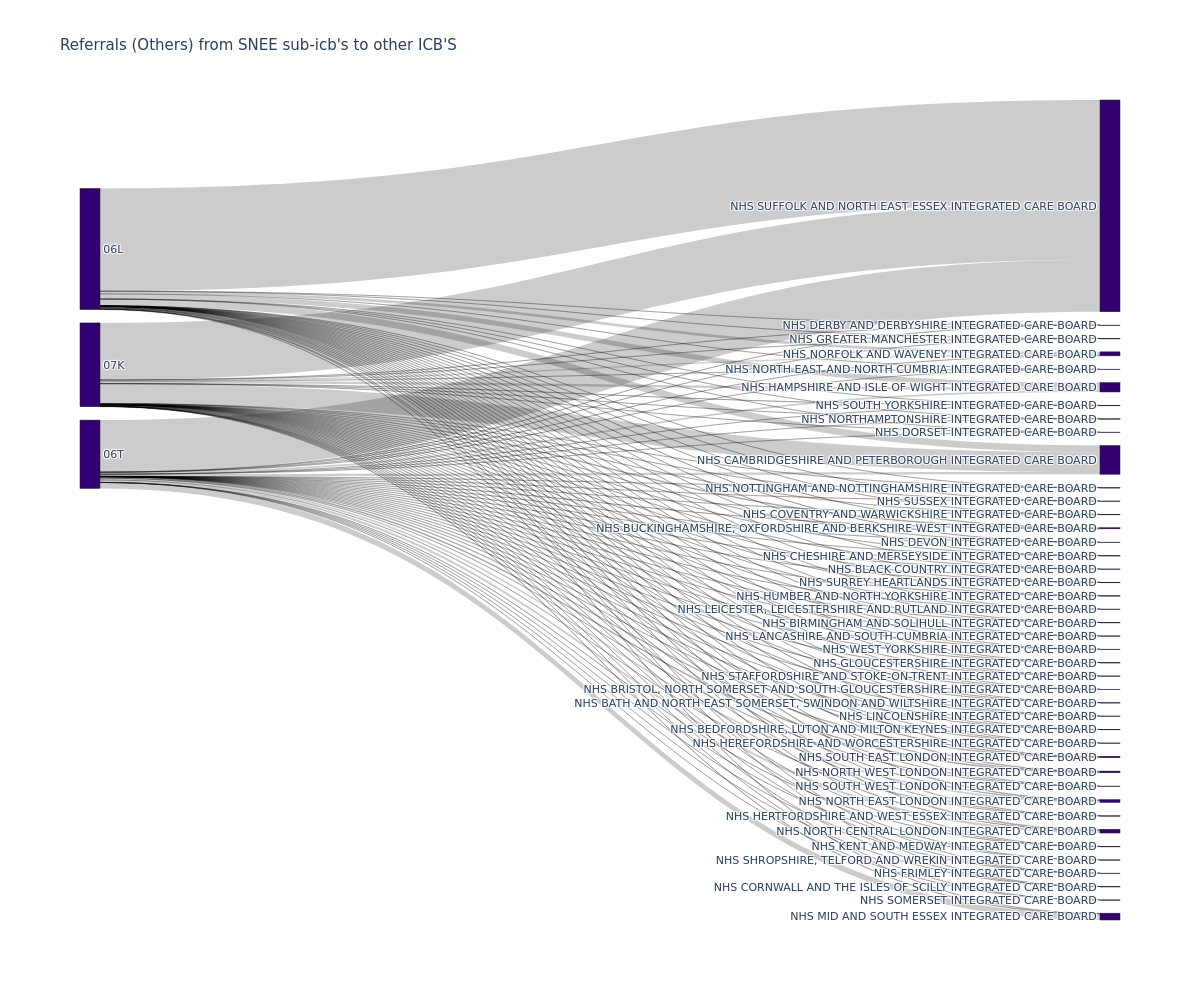 Referrals (Others) from SNEE sub-icb's to other ICB'S
06L
07K
06T
NHS SUFFOLK AND NORTH EAST ESSEX INTEGRATED CARE BOARD
NHS DERBY AND DERBYSHIRE INTEGRATED CARE BOARD
NHS GREATER MANCHESTER INTEGRATED CARE BOARD
NHS NORFOLK AND WAVENEY INTEGRATED CARE BOARD
NHS NORTH EAST AND NORTH CUMBRIA INTEGRATED CARE BOARD
NHS HAMPSHIRE AND ISLE OF WIGHT INTEGRATED CARE BOARD
NHS SOUTH YORKSHIRE INTEGRATED CARE BOARD
NHS NORTHAMPTONSHIRE INTEGRATED CARE BOARD
NHS DORSET INTEGRATED CARE BOARD
NHS CAMBRIDGESHIRE AND PETERBOROUGH INTEGRATED CARE BOARD
NHS NOTTINGHAM AND NOTTINGHAMSHIRE INTEGRATED CARE BOARD
NHS SUSSEX INTEGRATED CARE BOARD
NHS COVENTRY AND WARWICKSHIRE INTEGRATED CARE BOARD
NHS BUCKINGHAMSHIRE, OXFORDSHIRE AND BERKSHIRE WEST INTEGRATED CARE BOARD
NHS DEVON INTEGRATED CARE BOARD
NHS CHESHIRE AND MERSEYSIDE INTEGRATED CARE BOARD
NHS BLACK COUNTRY INTEGRATED CARE BOARD
NHS SURREY HEARTLANDS INTEGRATED CARE BOARD
NHS HUMBER AND NORTH YORKSHIRE INTEGRATED CARE BOARD
NHS LEICESTER, LEICESTERSHIRE AND RUTLAND INTEGRATED CARE BOARD
NHS BIRMINGHAM AND SOLIHULL INTEGRATED CARE BOARD
NHS LANCASHIRE AND SOUTH CUMBRIA INTEGRATED CARE BOARD
NHS WEST YORKSHIRE INTEGRATED CARE BOARD
NHS GLOUCESTERSHIRE INTEGRATED CARE BOARD
NHS STAFFORDSHIRE AND STOKE-ON-TRENT INTEGRATED CARE BOARD
NHS BRISTOL, NORTH SOMERSET AND SOUTH GLOUCESTERSHIRE INTEGRATED CARE BOARD
NHS BATH AND NORTH EAST SOMERSET, SWINDON AND WILTSHIRE INTEGRATED CARE BOARD
NHS LINCOLNSHIRE INTEGRATED CARE BOARD
NHS BEDFORDSHIRE, LUTON AND MILTON KEYNES INTEGRATED CARE BOARD
NHS HEREFORDSHIRE AND WORCESTERSHIRE INTEGRATED CARE BOARD
NHS SOUTH EAST LONDON INTEGRATED CARE BOARD
NHS NORTH WEST LONDON INTEGRATED CARE BOARD
NHS SOUTH WEST LONDON INTEGRATED CARE BOARD
NHS NORTH EAST LONDON INTEGRATED CARE BOARD
NHS HERTFORDSHIRE AND WEST ESSEX INTEGRATED CARE BOARD
NHS NORTH CENTRAL LONDON INTEGRATED CARE BOARD
NHS KENT AND MEDWAY INTEGRATED CARE BOARD
NHS SHROPSHIRE, TELFORD AND WREKIN INTEGRATED CARE BOARD
NHS FRIMLEY INTEGRATED CARE BOARD
NHS CORNWALL AND THE ISLES OF SCILLY INTEGRATED CARE BOARD
NHS SOMERSET INTEGRATED CARE BOARD
NHS MID AND SOUTH ESSEX INTEGRATED CARE BOARD